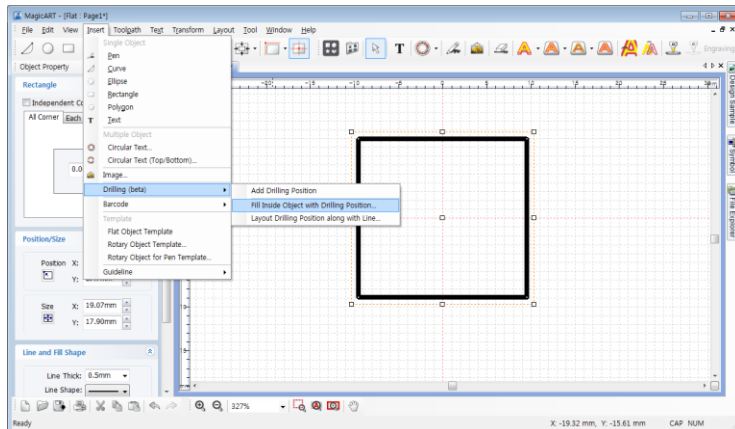 MagicART - [Flat : Page1*]
File Edit View Insert Toolpath Text Transform Layout Tool Window Help
T A A A A A A Engraving
Object Property
Rectangle
Independent Co
All Corner Each
0.0
Position/Size
Position X:
Y:
Size X: 19.07mm
Y: 17.90mm
Line and Fill Shape
Line Thick: 0.5mm
Line Shape:
Single Object
Pen
Curve
Ellipse
Rectangle
Polygon
T Text
Multiple Object
Circular Text...
Circular Text (Top/Bottom)...
Image...
Drilling (beta)
Barcode
Template
Flat Object Template
Rotary Object Template...
Rotary Object for Pen Template...
Guideline
Add Drilling Position
Fill Inside Object with Drilling Position...
Layout Drilling Position along with Line...
Design Sample
Symbol
File Explorer
327%
Ready
X: -19.32 mm, Y: -15.61 mm CAP NUM